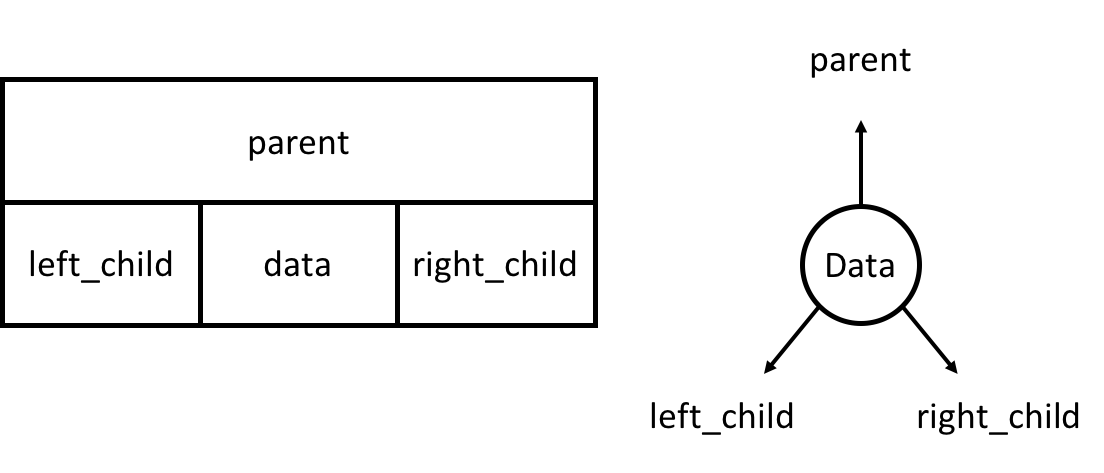 parent
left_child
data
right_child
parent
Data
left_child
right_child